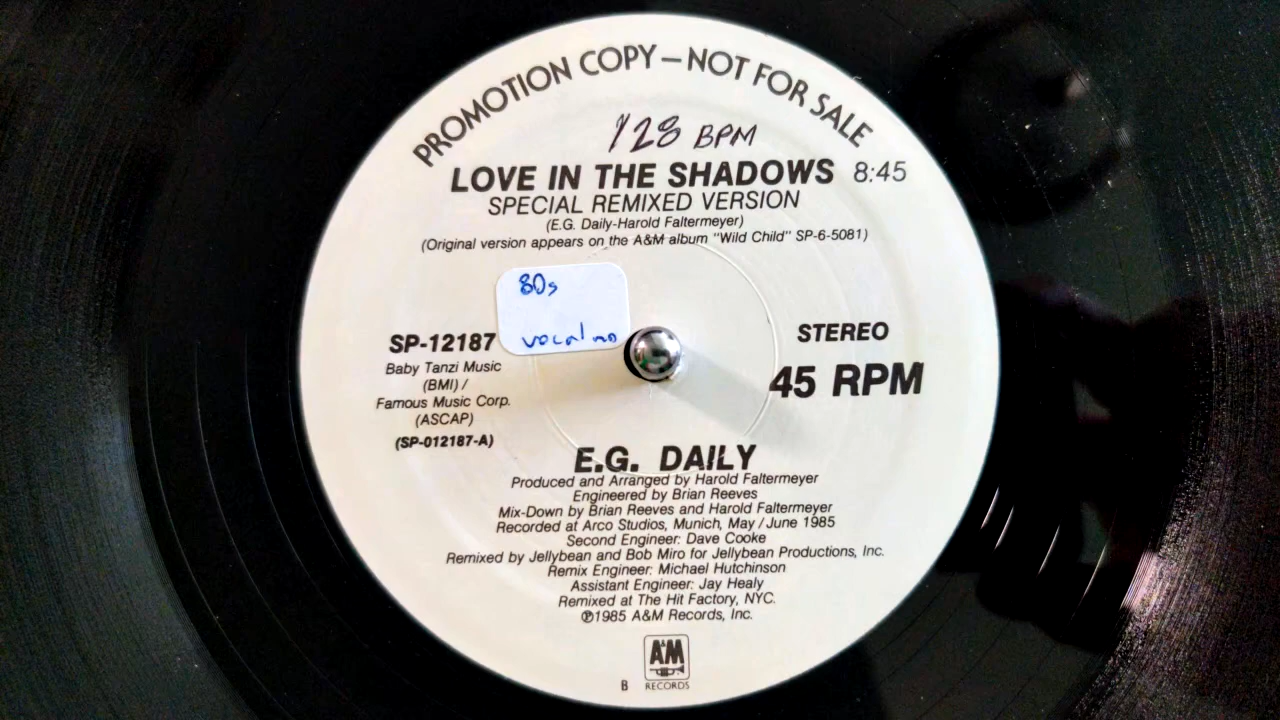 PROMOTION COPY—NOT FOR SALE
128 BPM
LOVE IN THE SHADOWS 8:45
SPECIAL REMIXED VERSION
(E.G. Daily-Harold Faltermeyer)
(Original version appears on the A&M album "Wild Child" SP-6-5081)
80s
vocal
SP-12187
Baby Tanzi Music
(BMI) /
Famous Music Corp.
(ASCAP)
(SP-012187-A)
STEREO
45 RPM
E.G. DAILY
Produced and Arranged by Harold Faltermeyer
Engineered by Brian Reeves
Mix-Down by Brian Reeves and Harold Faltermeyer
Recorded at Arco Studios, Munich, May/June 1985
Second Engineer: Dave Cooke
Remixed by Jellybean and Bob Miro for Jellybean Productions, Inc.
Remix Engineer: Michael Hutchinson
Assistant Engineer: Jay Healy
Remixed at The Hit Factory, NYC.
℗1985 A&M Records, Inc.
A&M
B RECORDS